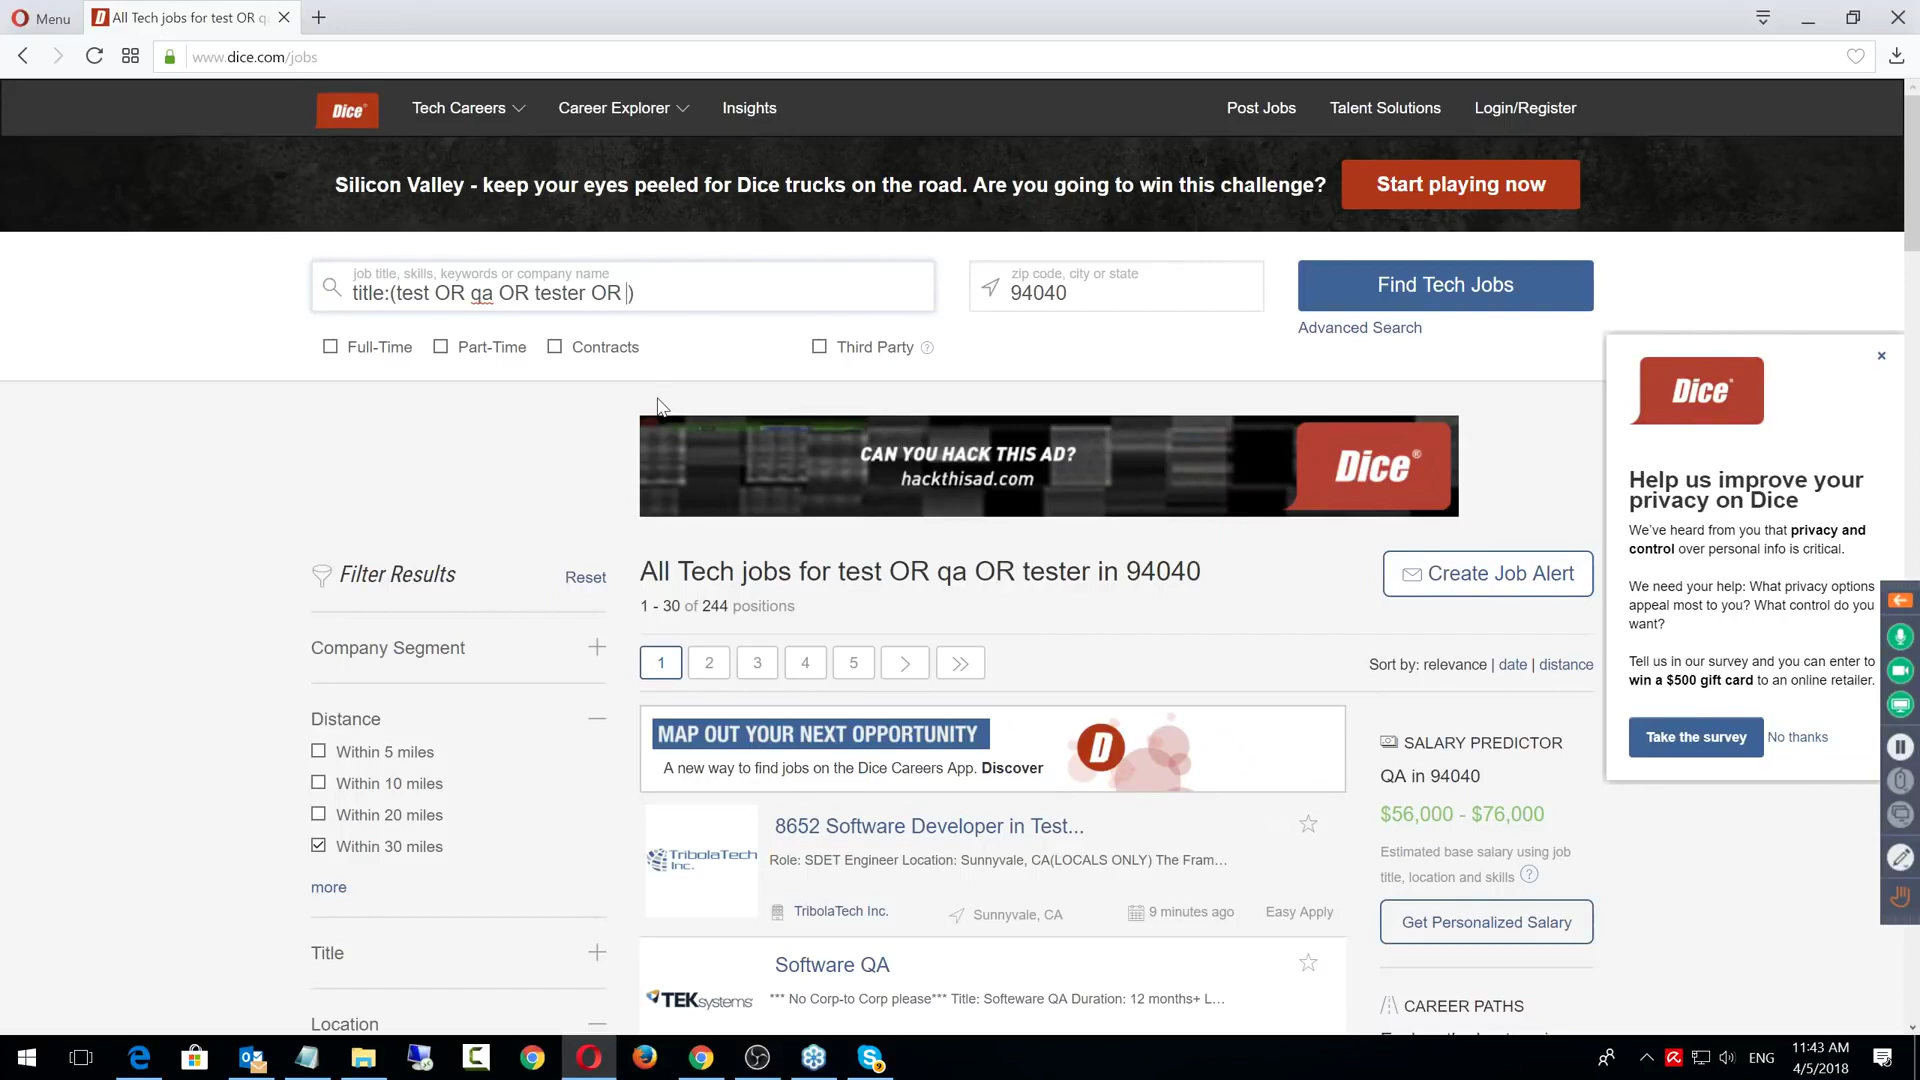 Menu
All Tech jobs for test OR q
www.dice.com/jobs
Dice
Tech Careers
Career Explorer
Insights
Post Jobs
Talent Solutions
Login/Register
Silicon Valley - keep your eyes peeled for Dice trucks on the road. Are you going to win this challenge?
Start playing now
job title, skills, keywords or company name
title:(test OR qa OR tester OR )
zip code, city or state
94040
Find Tech Jobs
Advanced Search
Full-Time
Part-Time
Contracts
Third Party ?
CAN YOU HACK THIS AD?
hackthisad.com
Dice
Dice
Help us improve your
privacy on Dice
We've heard from you that privacy and
control over personal info is critical.
We need your help: What privacy options
appeal most to you? What control do you
want?
Tell us in our survey and you can enter to
win a $500 gift card to an online retailer.
Take the survey
No thanks
Filter Results
Reset
Company Segment
Distance
Within 5 miles
Within 10 miles
Within 20 miles
Within 30 miles
more
Title
Location
All Tech jobs for test OR qa OR tester in 94040
1 - 30 of 244 positions
Create Job Alert
1 2 3 4 5
Sort by: relevance | date | distance
MAP OUT YOUR NEXT OPPORTUNITY
A new way to find jobs on the Dice Careers App. Discover
D
8652 Software Developer in Test...
TribolaTech
Inc.
Role: SDET Engineer Location: Sunnyvale, CA(LOCALS ONLY) The Fram...
TribolaTech Inc.
Sunnyvale, CA
9 minutes ago
Easy Apply
Software QA
TEKsystems
*** No Corp-to Corp please*** Title: Softeware QA Duration: 12 months+ L...
SALARY PREDICTOR
QA in 94040
$56,000 - $76,000
Estimated base salary using job
title, location and skills ?
Get Personalized Salary
CAREER PATHS
ENG
11:43 AM
4/5/2018